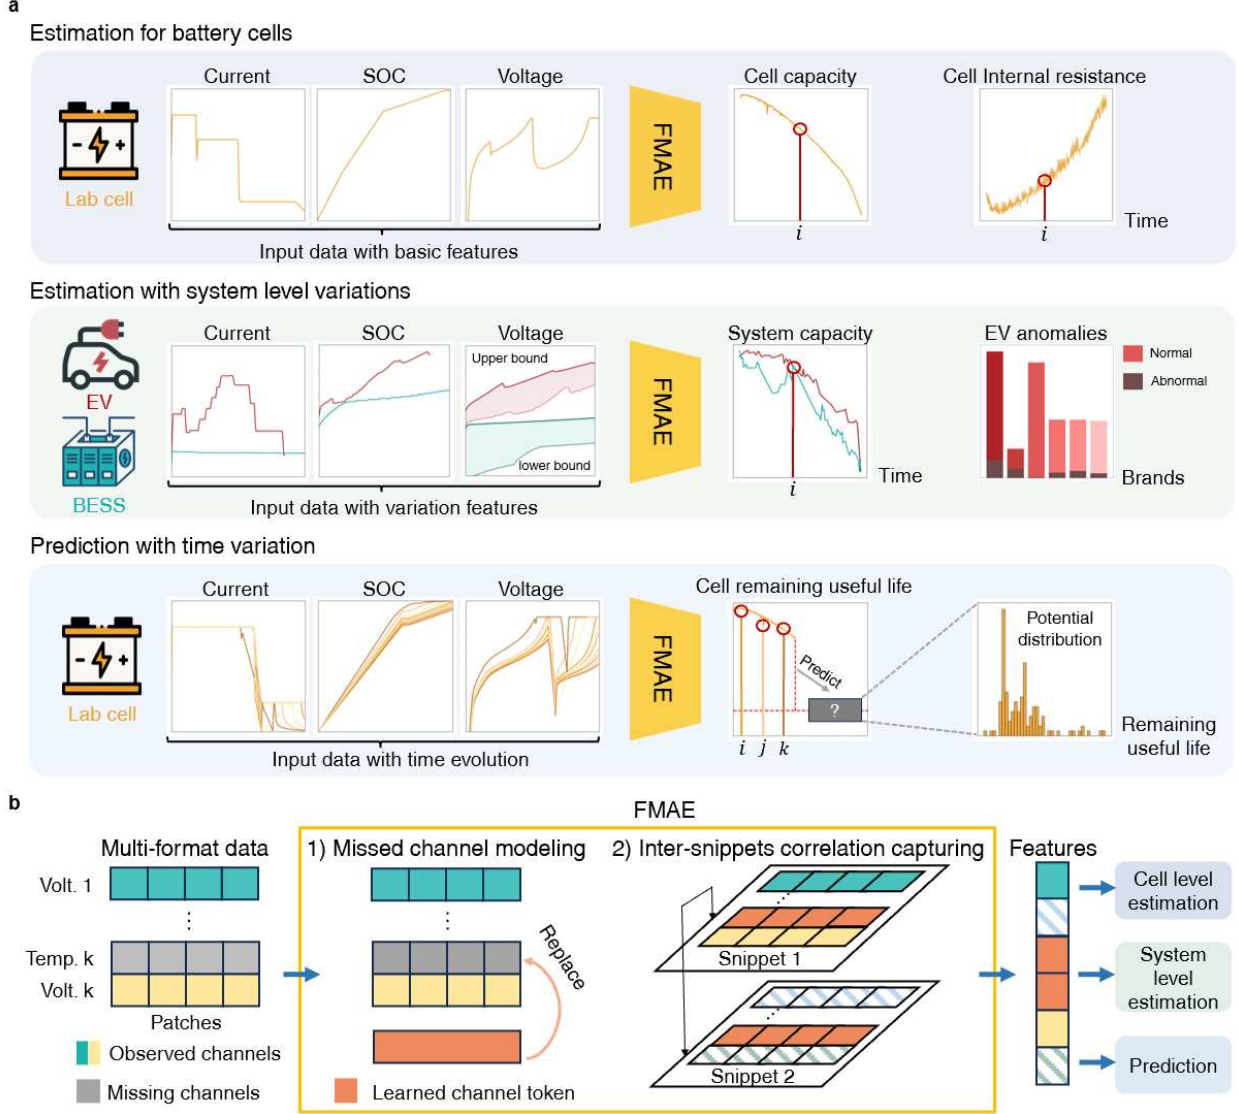 a
Estimation for battery cells
Current
SOC
Voltage
Cell capacity
Cell Internal resistance
- +
Lab cell
FMAE
i
i
Time
Input data with basic features
Estimation with system level variations
Current
SOC
Voltage
System capacity
EV anomalies
Upper bound
lower bound
Normal
Abnormal
EV
BESS
FMAE
i
Time
Brands
Input data with variation features
Prediction with time variation
Current
SOC
Voltage
Cell remaining useful life
Potential
distribution
- +
Lab cell
FMAE
Predict
?
i j k
Remaining
useful life
Input data with time evolution
b
FMAE
Multi-format data
1) Missed channel modeling
2) Inter-snippets correlation capturing
Features
Volt. 1
⋮
Temp. k
Volt. k
Patches
⋮
Replace
Snippet 1
Snippet 2
Cell level
estimation
System
level
estimation
Prediction
Observed channels
Missing channels
Learned channel token